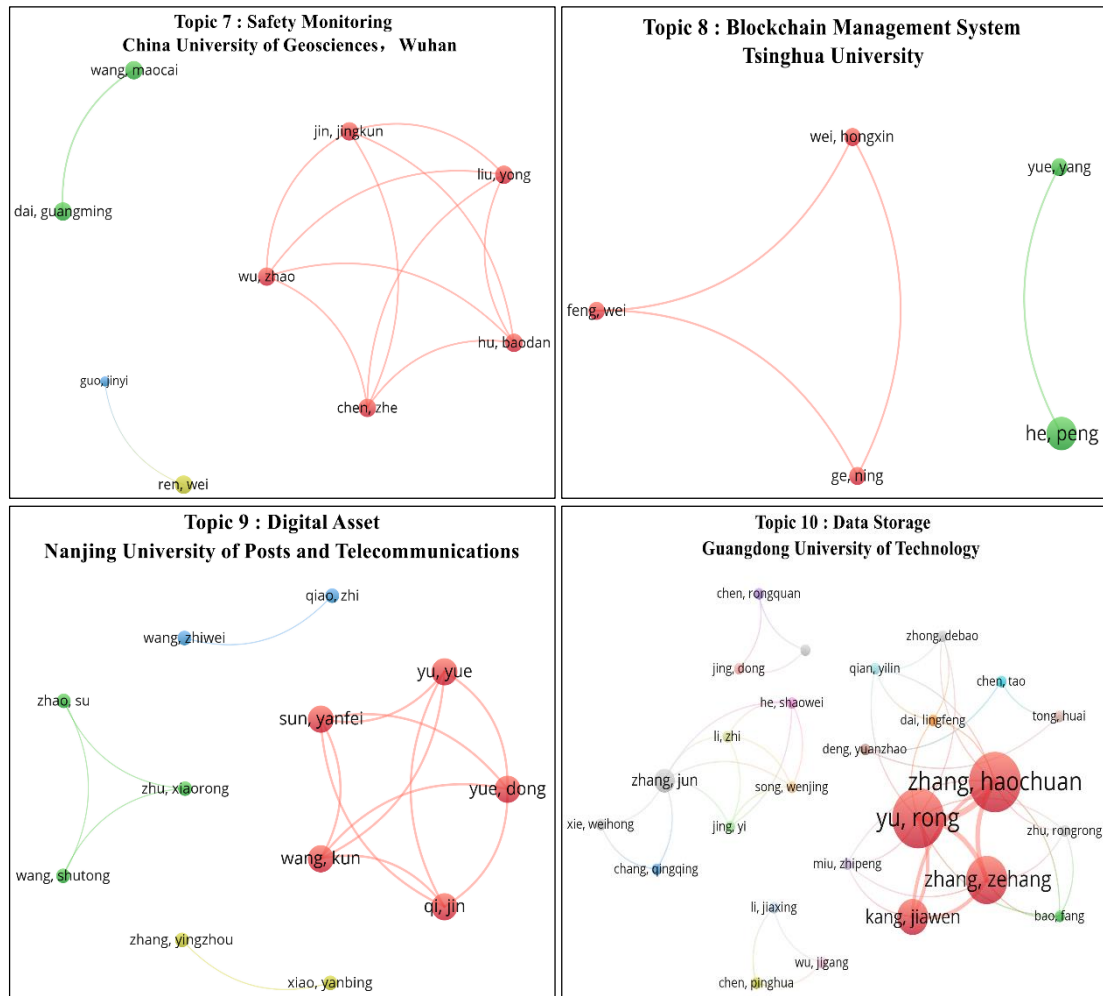 Topic 7 : Safety Monitoring
China University of Geosciences，Wuhan
wang, maocai
jin, jingkun
liu, yong
dai, guangming
wu, zhao
hu, baodan
guo, jinyi
chen, zhe
ren, wei
Topic 8 : Blockchain Management System
Tsinghua University
wei, hongxin
yue, yang
feng, wei
he, peng
ge, ning
Topic 9 : Digital Asset
Nanjing University of Posts and Telecommunications
qiao, zhi
wang, zhiwei
yu, yue
zhao, su
sun, yanfei
zhu, xiaorong
yue, dong
wang, kun
wang, shutong
qi, jin
zhang, yingzhou
xiao, yanbing
Topic 10 : Data Storage
Guangdong University of Technology
chen, rongquan
zhong, debao
jing, dong
qian, yilin
chen, tao
he, shaowei
dai, lingfeng
tong, huai
li, zhi
deng, yuanzhao
zhang, jun
song, wenjing
zhang, haochuan
yu, rong
xie, weihong
jing, yi
zhu, rongrong
chang, qingqing
miu, zhipeng
zhang, zehang
li, jiaxing
kang, jiawen
bao, fang
wu, jigang
chen, pinghua